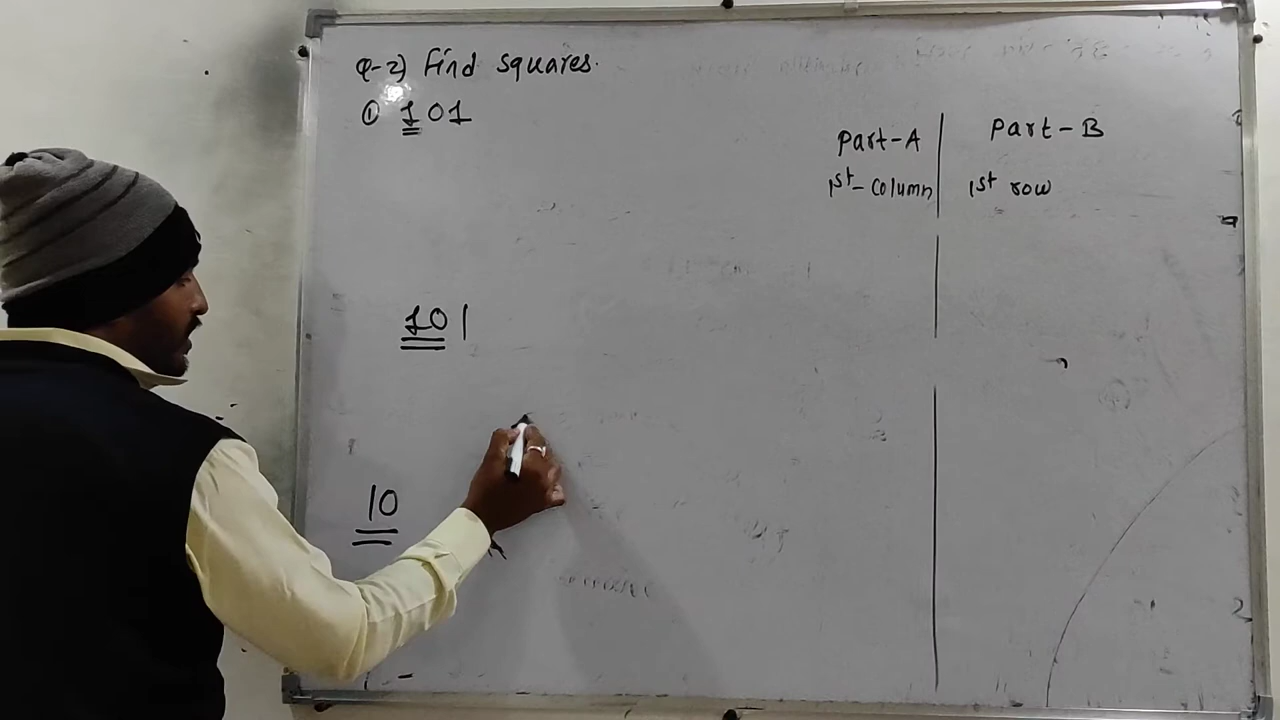 Q-2) Find squares.
① 101
Part-A Part-B
1st-column 1st row
101
10